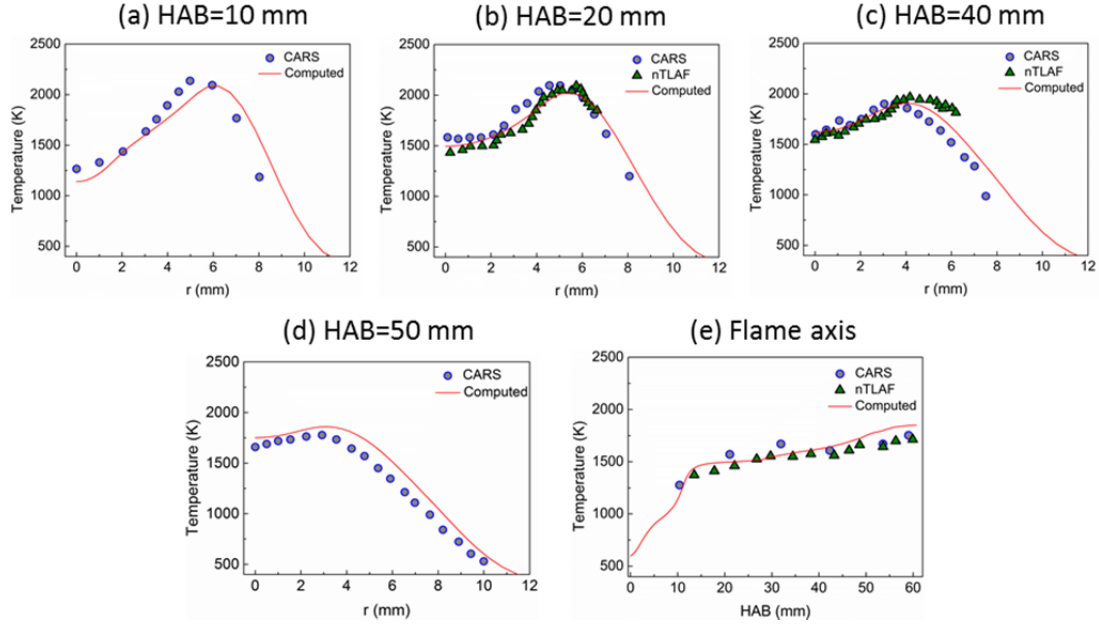 (a) HAB=10 mm
2500
2000
1500
1000
500
Temperature (K)
CARS
Computed
0 2 4 6 8 10 12
r (mm)
(b) HAB=20 mm
2500
2000
1500
1000
500
Temperature (K)
CARS
nTLAF
Computed
0 2 4 6 8 10 12
r (mm)
(c) HAB=40 mm
2500
2000
1500
1000
500
Temperature (K)
CARS
nTLAF
Computed
0 2 4 6 8 10 12
r (mm)
(d) HAB=50 mm
2500
2000
1500
1000
500
Temperature (K)
CARS
Computed
0 2 4 6 8 10 12
r (mm)
(e) Flame axis
2500
2000
1500
1000
500
Temperature (K)
CARS
nTLAF
Computed
0 10 20 30 40 50 60
HAB (mm)